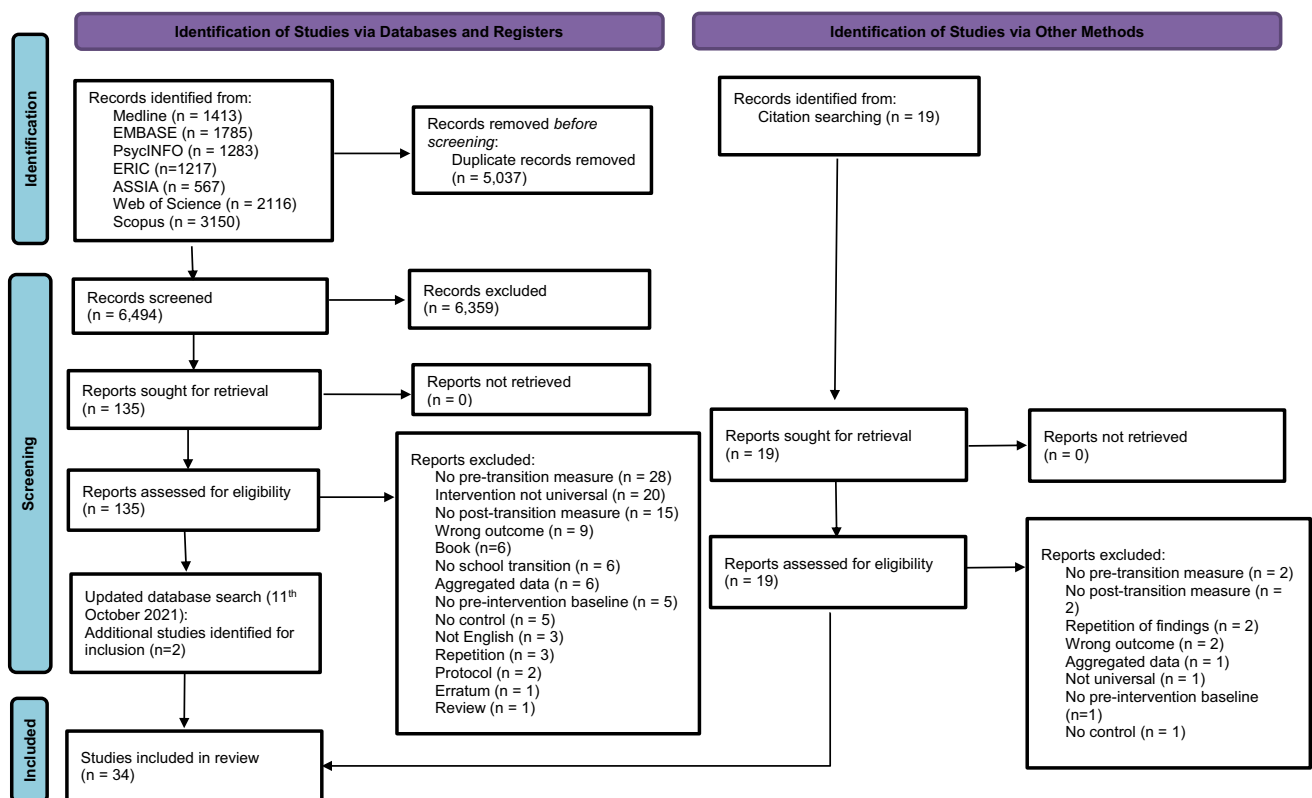 Identification of Studies via Databases and Registers
Identification of Studies via Other Methods
Identification
Records identified from:
Medline (n = 1413)
EMBASE (n = 1785)
PsycINFO (n = 1283)
ERIC (n=1217)
ASSIA (n = 567)
Web of Science (n = 2116)
Scopus (n = 3150)
Records removed before
screening:
Duplicate records removed
(n = 5,037)
Records identified from:
Citation searching (n = 19)
Screening
Records screened
(n = 6,494)
Records excluded
(n = 6,359)
Reports sought for retrieval
(n = 135)
Reports not retrieved
(n = 0)
Reports assessed for eligibility
(n = 135)
Reports excluded:
No pre-transition measure (n = 28)
Intervention not universal (n = 20)
No post-transition measure (n = 15)
Wrong outcome (n = 9)
Book (n=6)
No school transition (n = 6)
Aggregated data (n = 6)
No pre-intervention baseline (n = 5)
No control (n = 5)
Not English (n = 3)
Repetition (n = 3)
Protocol (n = 2)
Erratum (n = 1)
Review (n = 1)
Updated database search (11th
October 2021):
Additional studies identified for
inclusion (n=2)
Reports sought for retrieval
(n = 19)
Reports not retrieved
(n = 0)
Reports assessed for eligibility
(n = 19)
Reports excluded:
No pre-transition measure (n = 2)
No post-transition measure (n =
2)
Repetition of findings (n = 2)
Wrong outcome (n = 2)
Aggregated data (n = 1)
Not universal (n = 1)
No pre-intervention baseline
(n=1)
No control (n = 1)
Included
Studies included in review
(n = 34)